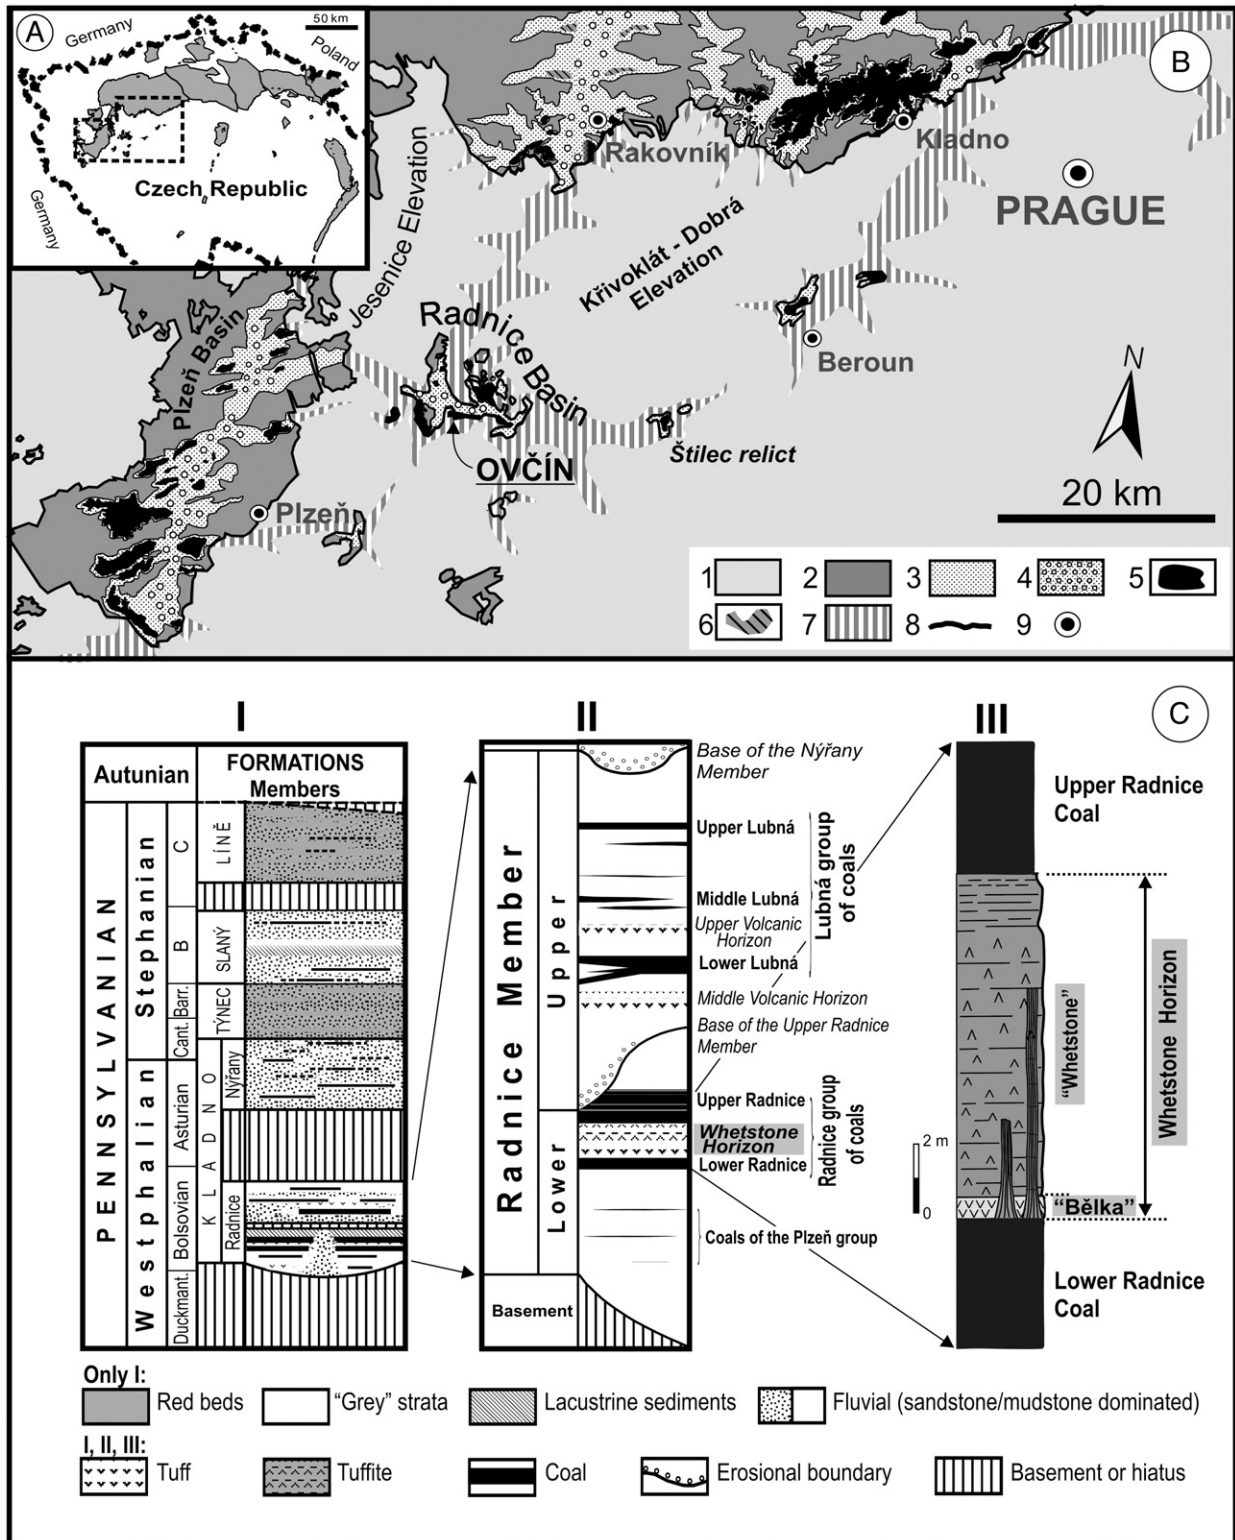 A
50 km
Germany
Poland
Czech Republic
Germany
B
Rakovník
Kladno
PRAGUE
Jesenice Elevation
Křivoklát - Dobrá
Elevation
Plzeň Basin
Radnice Basin
Beroun
N
OVČÍN
Štilec relict
Plzeň
20 km
1
2
3
4
5
6
7
8
9
C
I
II
III
Autunian
FORMATIONS
Members
PENNSYLVANIAN
Stephanian
Westphalian
C
B
Barr.
Cant.
Asturian
Bolsovian
Duckmant.
LÍNĚ
SLANÝ
TÝNEC
KLADNO
Nýřany
Radnice
Radnice Member
Upper
Lower
Basement
Base of the Nýřany
Member
Upper Lubná
Middle Lubná
Upper Volcanic
Horizon
Lower Lubná
Lubná group
of coals
Middle Volcanic Horizon
Base of the Upper Radnice
Member
Upper Radnice
Whetstone
Horizon
Lower Radnice
Radnice group
of coals
Coals of the Plzeň group
Upper Radnice
Coal
"Whetstone"
Whetstone Horizon
2 m
0
"Bělka"
Lower Radnice
Coal
Only I:
Red beds
"Grey" strata
Lacustrine sediments
Fluvial (sandstone/mudstone dominated)
I, II, III:
Tuff
Tuffite
Coal
Erosional boundary
Basement or hiatus